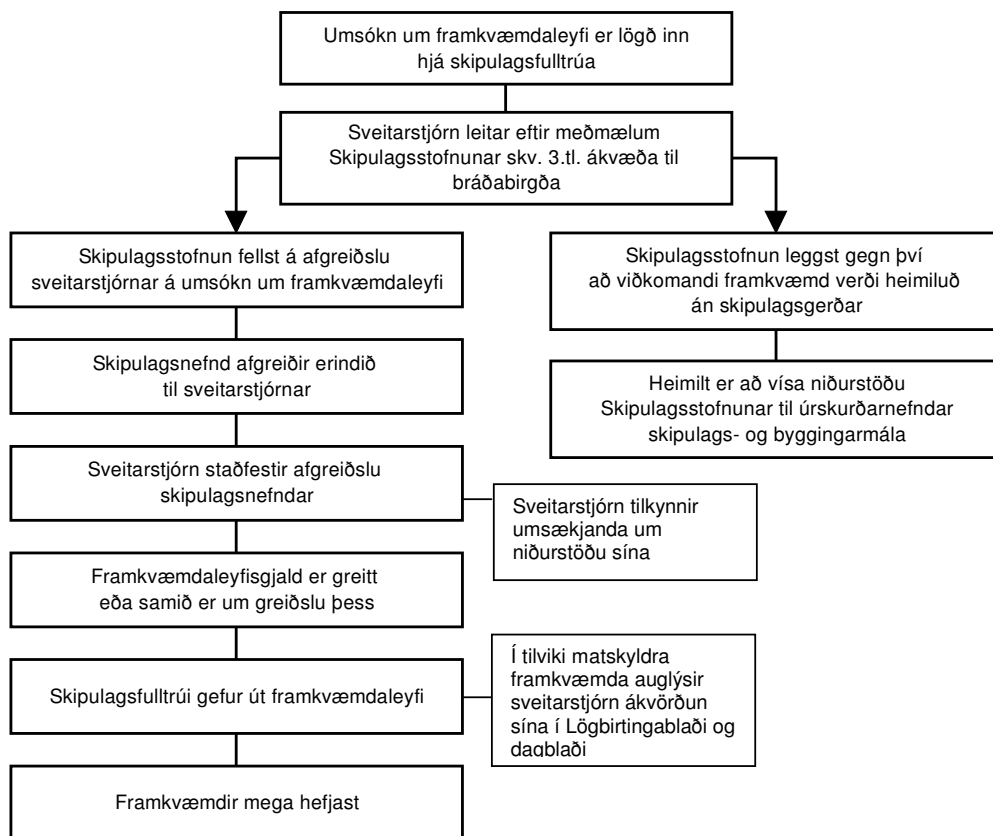 Umsókn um framkvæmdaleyfi er lögð inn
hjá skipulagsfulltrúa
Sveitarstjórn leitar eftir meðmælum
Skipulagsstofnunar skv. 3.tl. ákvæða til
bráðabirgða
Skipulagsstofnun fellst á afgreiðslu
sveitarstjórnar á umsókn um framkvæmdaleyfi
Skipulagsnefnd afgreiðir erindið
til sveitarstjórnar
Sveitarstjórn staðfestir afgreiðslu
skipulagsnefndar
Sveitarstjórn tilkynnir
umsækjanda um
niðurstöðu sína
Framkvæmdaleyfisgjald er greitt
eða samið er um greiðslu þess
Skipulagsfulltrúi gefur út framkvæmdaleyfi
Í tilviki matskyldra
framkvæmda auglýsir
sveitarstjórn ákvörðun
sína í Lögbirtingablaði og
dagblaði
Framkvæmdir mega hefjast
Skipulagsstofnun leggst gegn því
að viðkomandi framkvæmd verði heimiluð
án skipulagsgerðar
Heimilt er að vísa niðurstöðu
Skipulagsstofnunar til úrskurðarnefndar
skipulags- og byggingarmála